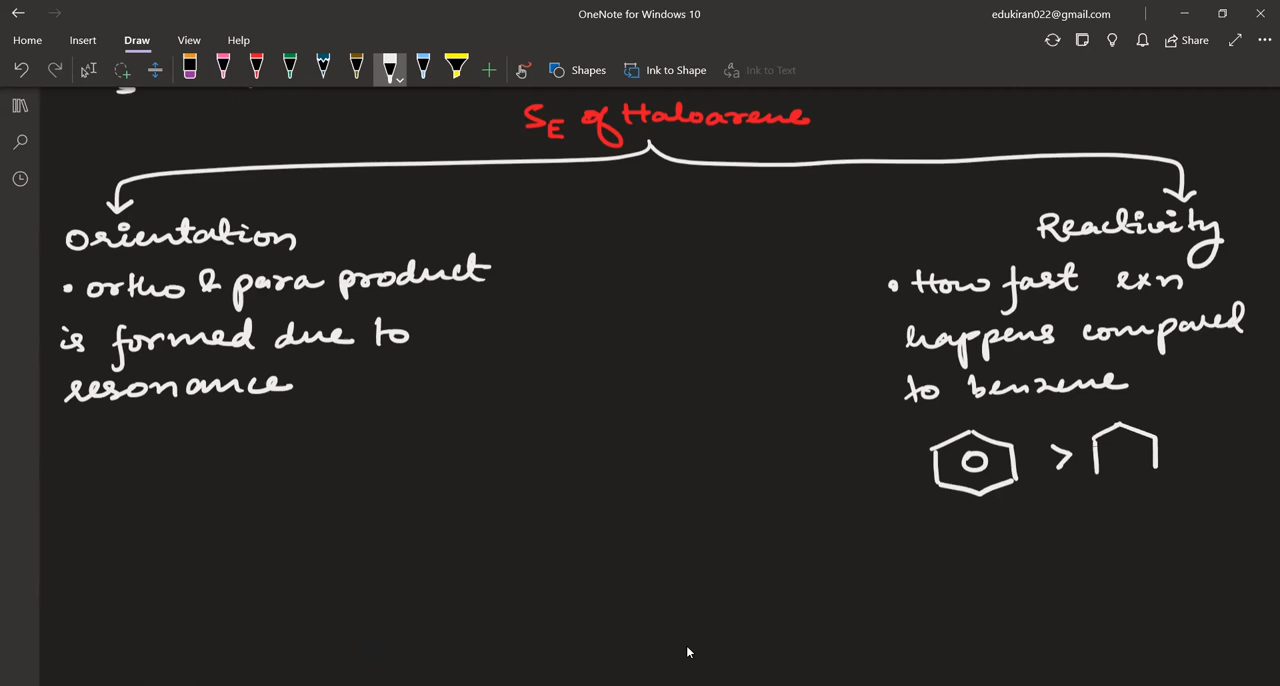 OneNote for Windows 10
edukiran022@gmail.com
Home Insert Draw View Help
Share
Shapes
Ink to Shape
Ink to Text
SE of Haloarene
Orientation
• ortho & para product
is formed due to
resonance
Reactivity
• How fast rxn
happens compared
to benzene
>